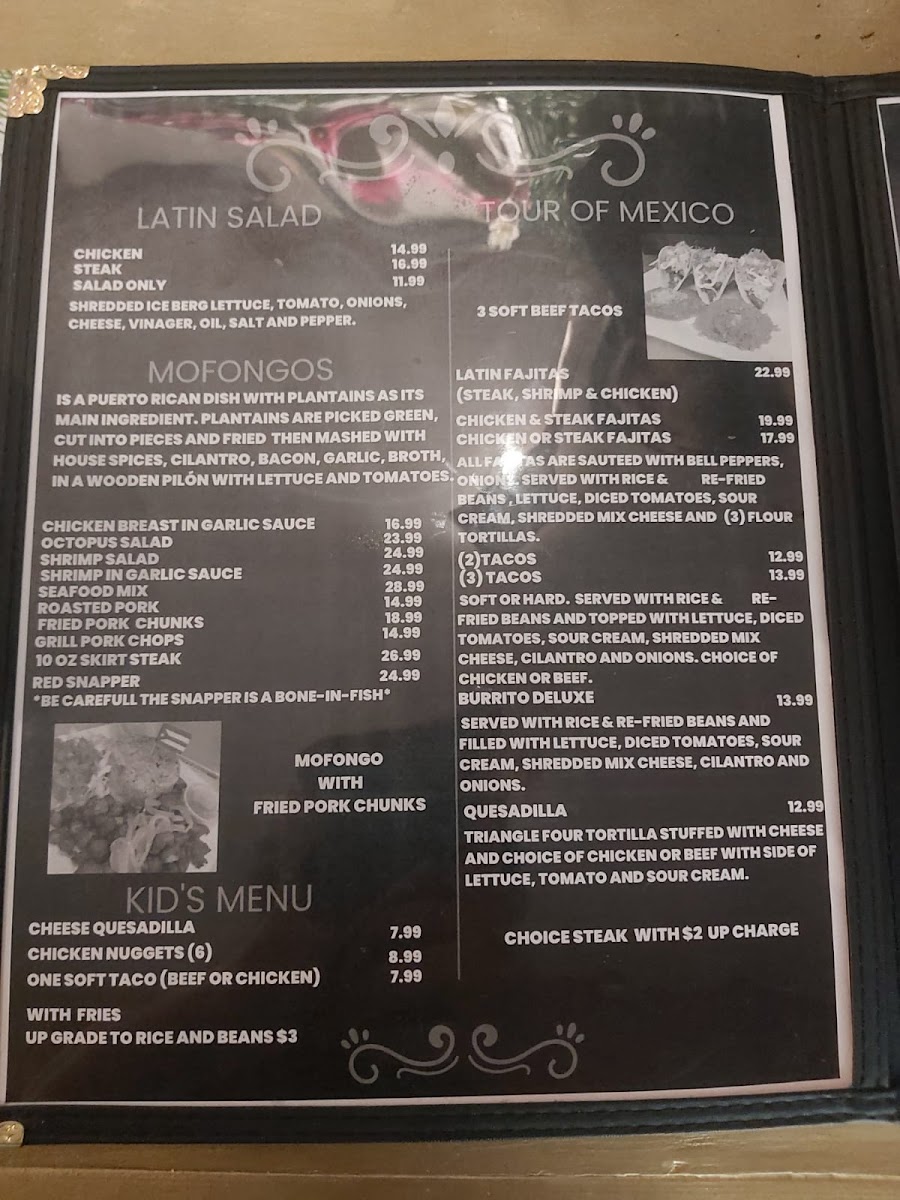 LATIN SALAD
CHICKEN 14.99
STEAK 16.99
SALAD ONLY 11.99
SHREDDED ICE BERG LETTUCE, TOMATO, ONIONS,
CHEESE, VINAGER, OIL, SALT AND PEPPER.
MOFONGOS
IS A PUERTO RICAN DISH WITH PLANTAINS AS ITS
MAIN INGREDIENT. PLANTAINS ARE PICKED GREEN,
CUT INTO PIECES AND FRIED THEN MASHED WITH
HOUSE SPICES, CILANTRO, BACON, GARLIC, BROTH,
IN A WOODEN PILÓN WITH LETTUCE AND TOMATOES.
CHICKEN BREAST IN GARLIC SAUCE 16.99
OCTOPUS SALAD 23.99
SHRIMP SALAD 24.99
SHRIMP IN GARLIC SAUCE 24.99
SEAFOOD MIX 28.99
ROASTED PORK 14.99
FRIED PORK CHUNKS 18.99
GRILL PORK CHOPS 14.99
10 OZ SKIRT STEAK 26.99
RED SNAPPER 24.99
*BE CAREFULL THE SNAPPER IS A BONE-IN-FISH*
MOFONGO
WITH
FRIED PORK CHUNKS
KID'S MENU
CHEESE QUESADILLA 7.99
CHICKEN NUGGETS (6) 8.99
ONE SOFT TACO (BEEF OR CHICKEN) 7.99
WITH FRIES
UP GRADE TO RICE AND BEANS $3
TOUR OF MEXICO
3 SOFT BEEF TACOS
LATIN FAJITAS 22.99
(STEAK, SHRIMP & CHICKEN)
CHICKEN & STEAK FAJITAS 19.99
CHICKEN OR STEAK FAJITAS 17.99
ALL FAJITAS ARE SAUTEED WITH BELL PEPPERS,
ONIONS. SERVED WITH RICE & RE-FRIED
BEANS , LETTUCE, DICED TOMATOES, SOUR
CREAM, SHREDDED MIX CHEESE AND (3) FLOUR
TORTILLAS.
(2)TACOS 12.99
(3) TACOS 13.99
SOFT OR HARD. SERVED WITH RICE & RE-
FRIED BEANS AND TOPPED WITH LETTUCE, DICED
TOMATOES, SOUR CREAM, SHREDDED MIX
CHEESE, CILANTRO AND ONIONS. CHOICE OF
CHICKEN OR BEEF.
BURRITO DELUXE 13.99
SERVED WITH RICE & RE-FRIED BEANS AND
FILLED WITH LETTUCE, DICED TOMATOES, SOUR
CREAM, SHREDDED MIX CHEESE, CILANTRO AND
ONIONS.
QUESADILLA 12.99
TRIANGLE FOUR TORTILLA STUFFED WITH CHEESE
AND CHOICE OF CHICKEN OR BEEF WITH SIDE OF
LETTUCE, TOMATO AND SOUR CREAM.
CHOICE STEAK WITH $2 UP CHARGE